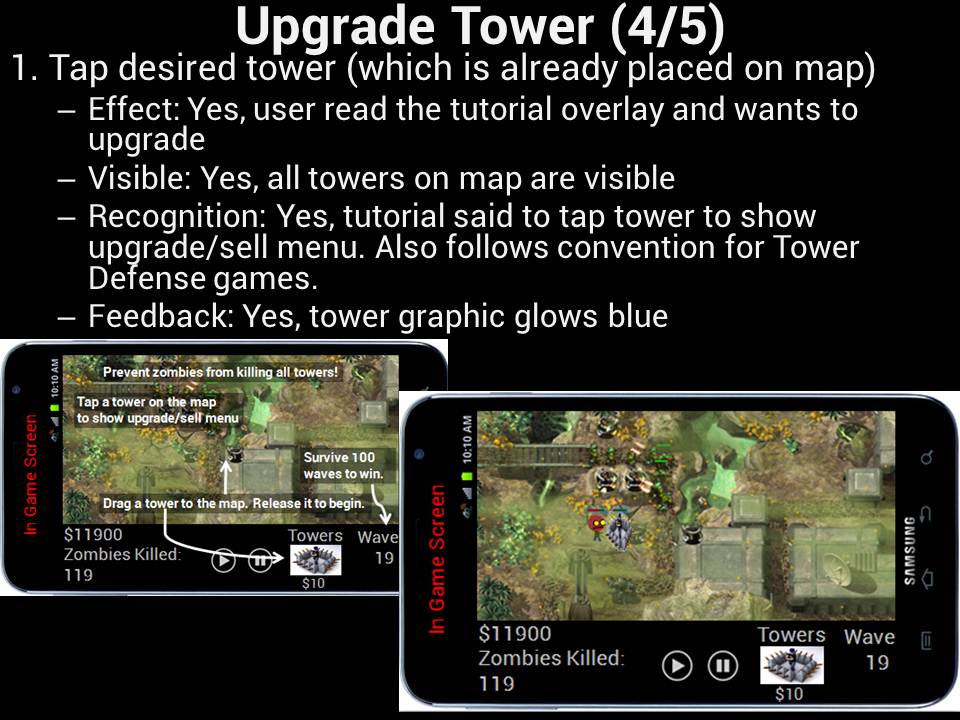 Upgrade Tower (4/5)
1. Tap desired tower (which is already placed on map)
– Effect: Yes, user read the tutorial overlay and wants to
upgrade
– Visible: Yes, all towers on map are visible
– Recognition: Yes, tutorial said to tap tower to show
upgrade/sell menu. Also follows convention for Tower
Defense games.
– Feedback: Yes, tower graphic glows blue
In Game Screen
10:10 AM
Prevent zombies from killing all towers!
Tap a tower on the map
to show upgrade/sell menu
Survive 100
waves to win.
Drag a tower to the map. Release it to begin.
$11900
Zombies Killed:
119
Towers
$10
Wave
19
In Game Screen
10:10 AM
SAMSUNG
$11900
Zombies Killed:
119
Towers
$10
Wave
19